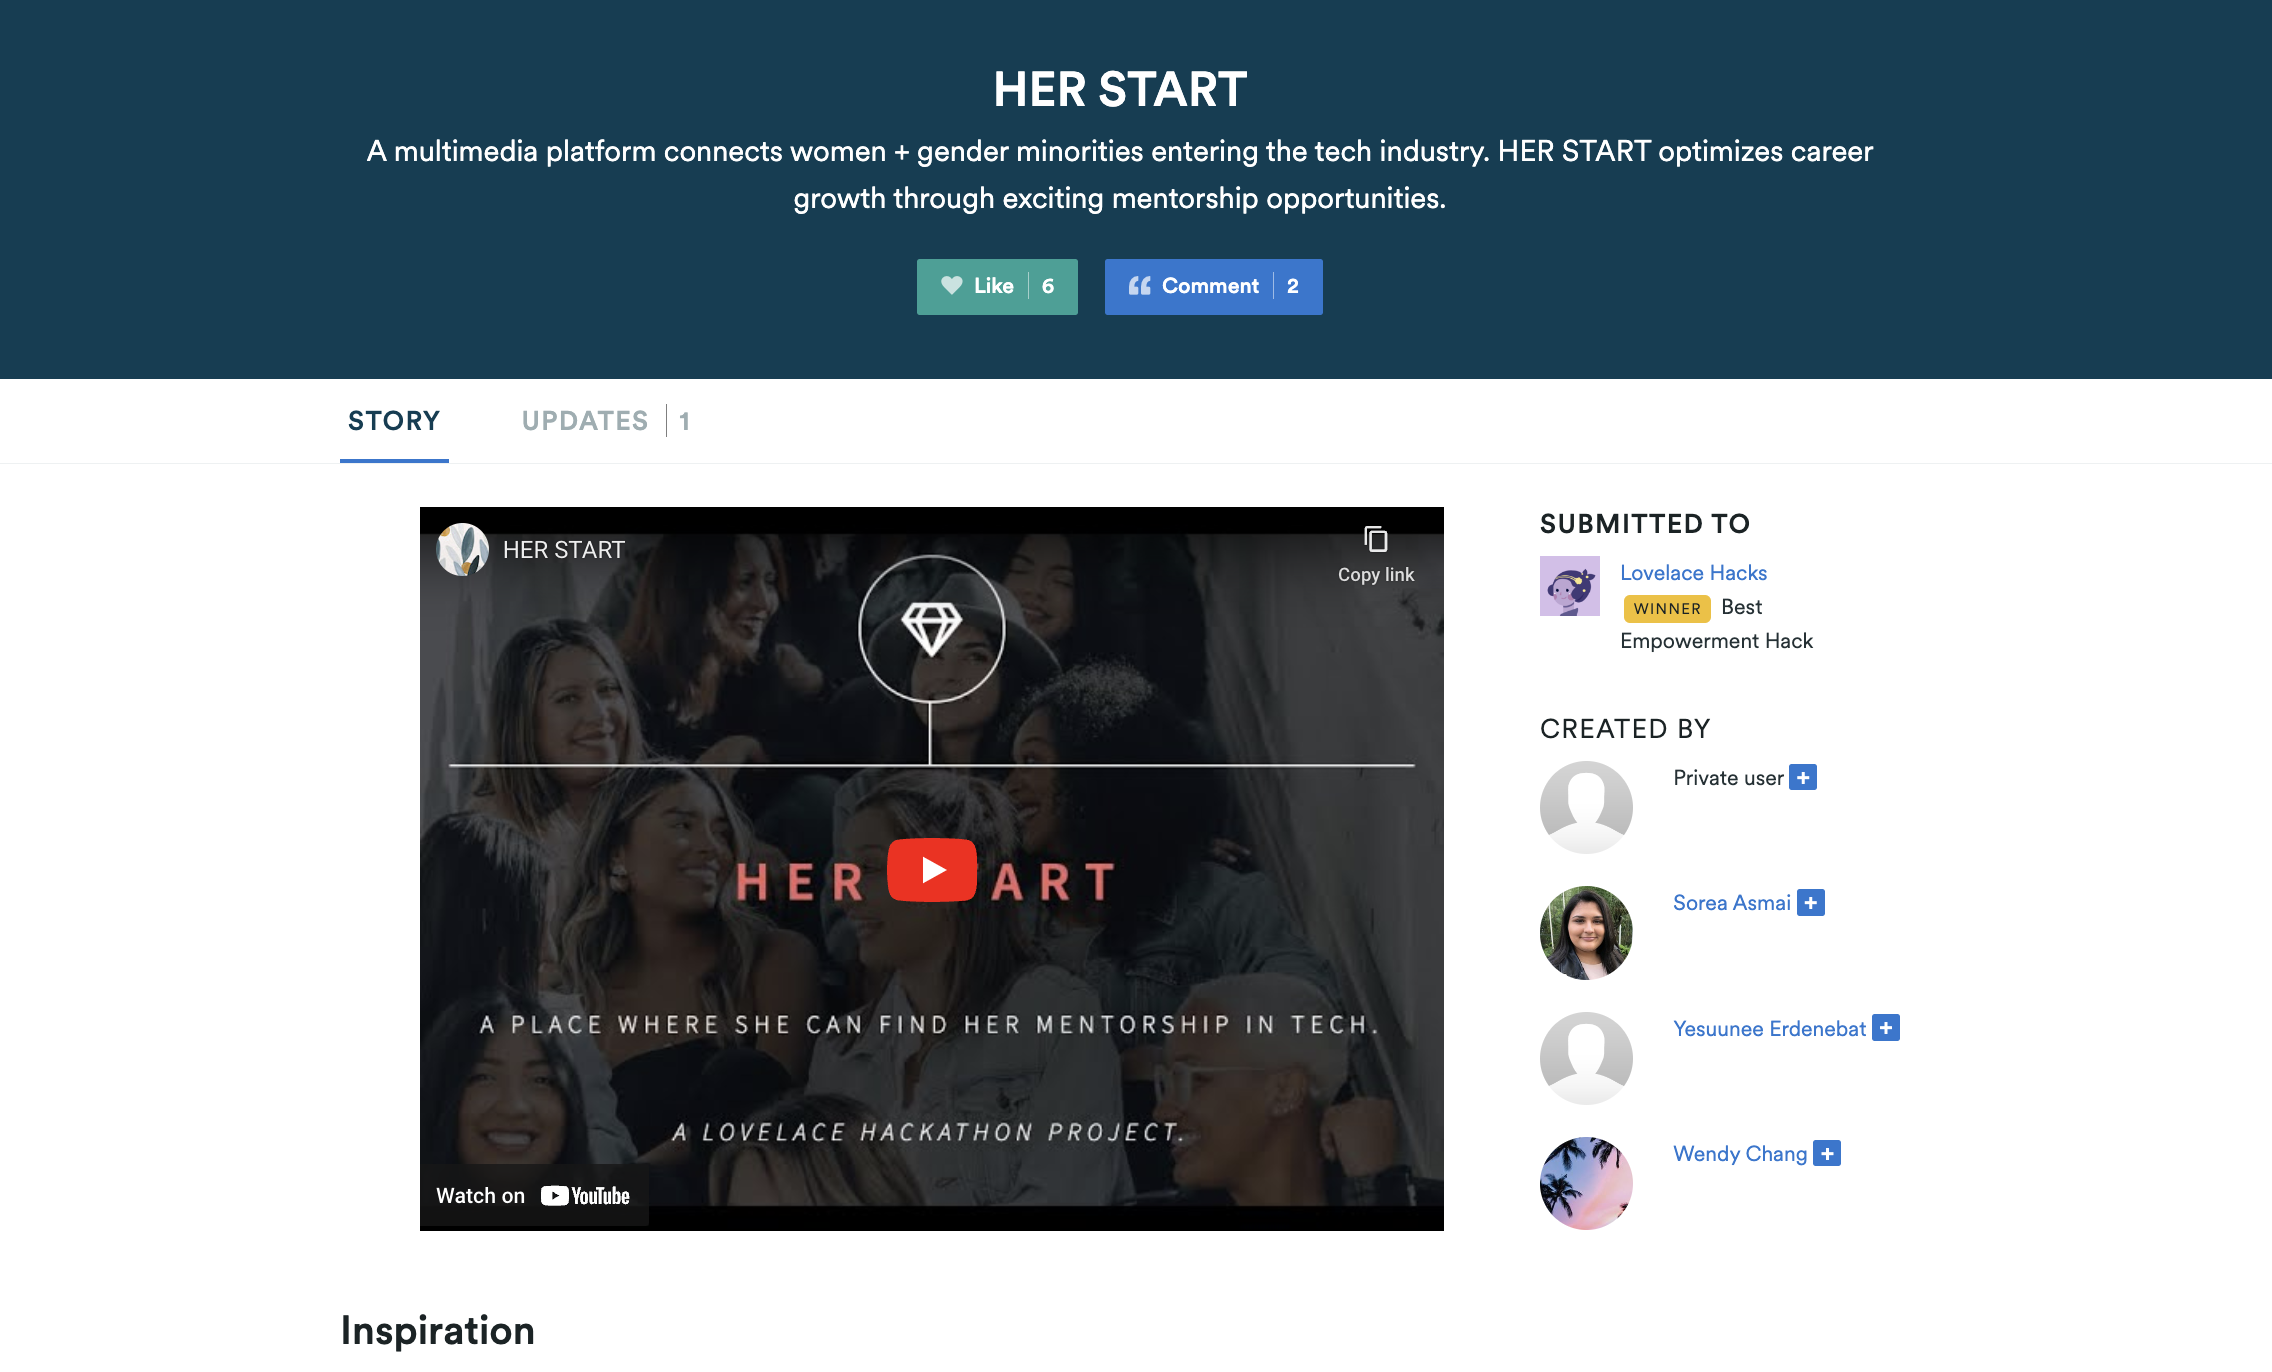 HER START
A multimedia platform connects women + gender minorities entering the tech industry. HER START optimizes career
growth through exciting mentorship opportunities.
Like 6
Comment 2
STORY
UPDATES 1
HER START
Copy link
HER ART
A PLACE WHERE SHE CAN FIND HER MENTORSHIP IN TECH.
A LOVELACE HACKATHON PROJECT.
Watch on YouTube
SUBMITTED TO
Lovelace Hacks
WINNER Best
Empowerment Hack
CREATED BY
Private user +
Sorea Asmai +
Yesuunee Erdenebat +
Wendy Chang +
Inspiration